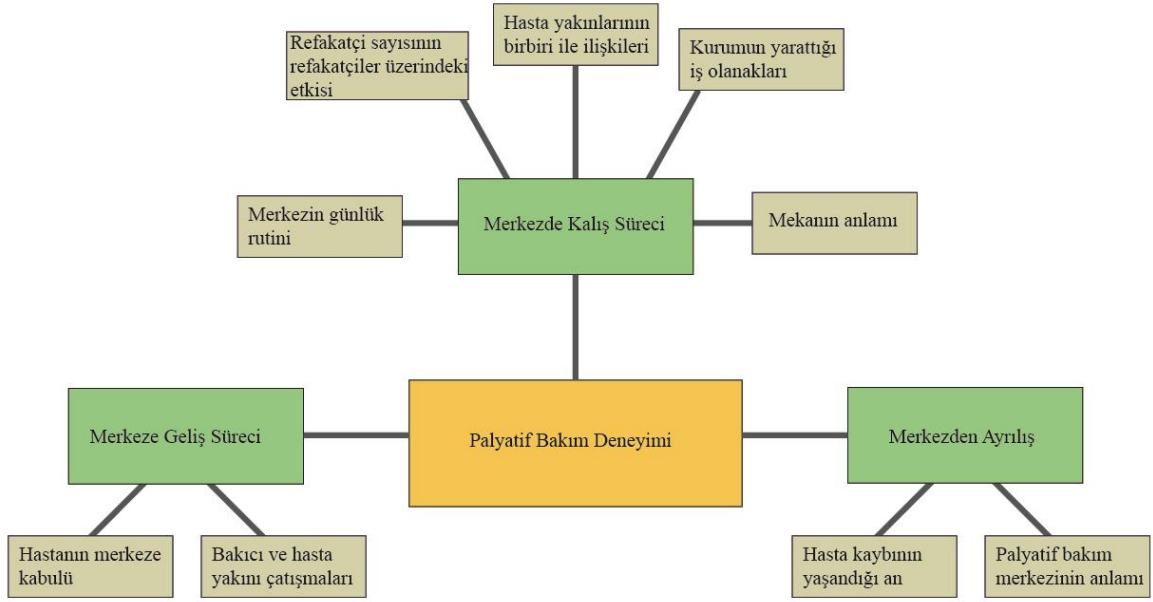 Hasta yakınlarının
birbiri ile ilişkileri
Refakatçi sayısının
refakatçiler üzerindeki
etkisi
Kurumun yarattığı
iş olanakları
Merkezin günlük
rutini
Merkezde Kalış Süreci
Mekanın anlamı
Merkeze Geliş Süreci
Palyatif Bakım Deneyimi
Merkezden Ayrılış
Hastanın merkeze
kabulü
Bakıcı ve hasta
yakını çatışmaları
Hasta kaybının
yaşandığı an
Palyatif bakım
merkezinin anlamı